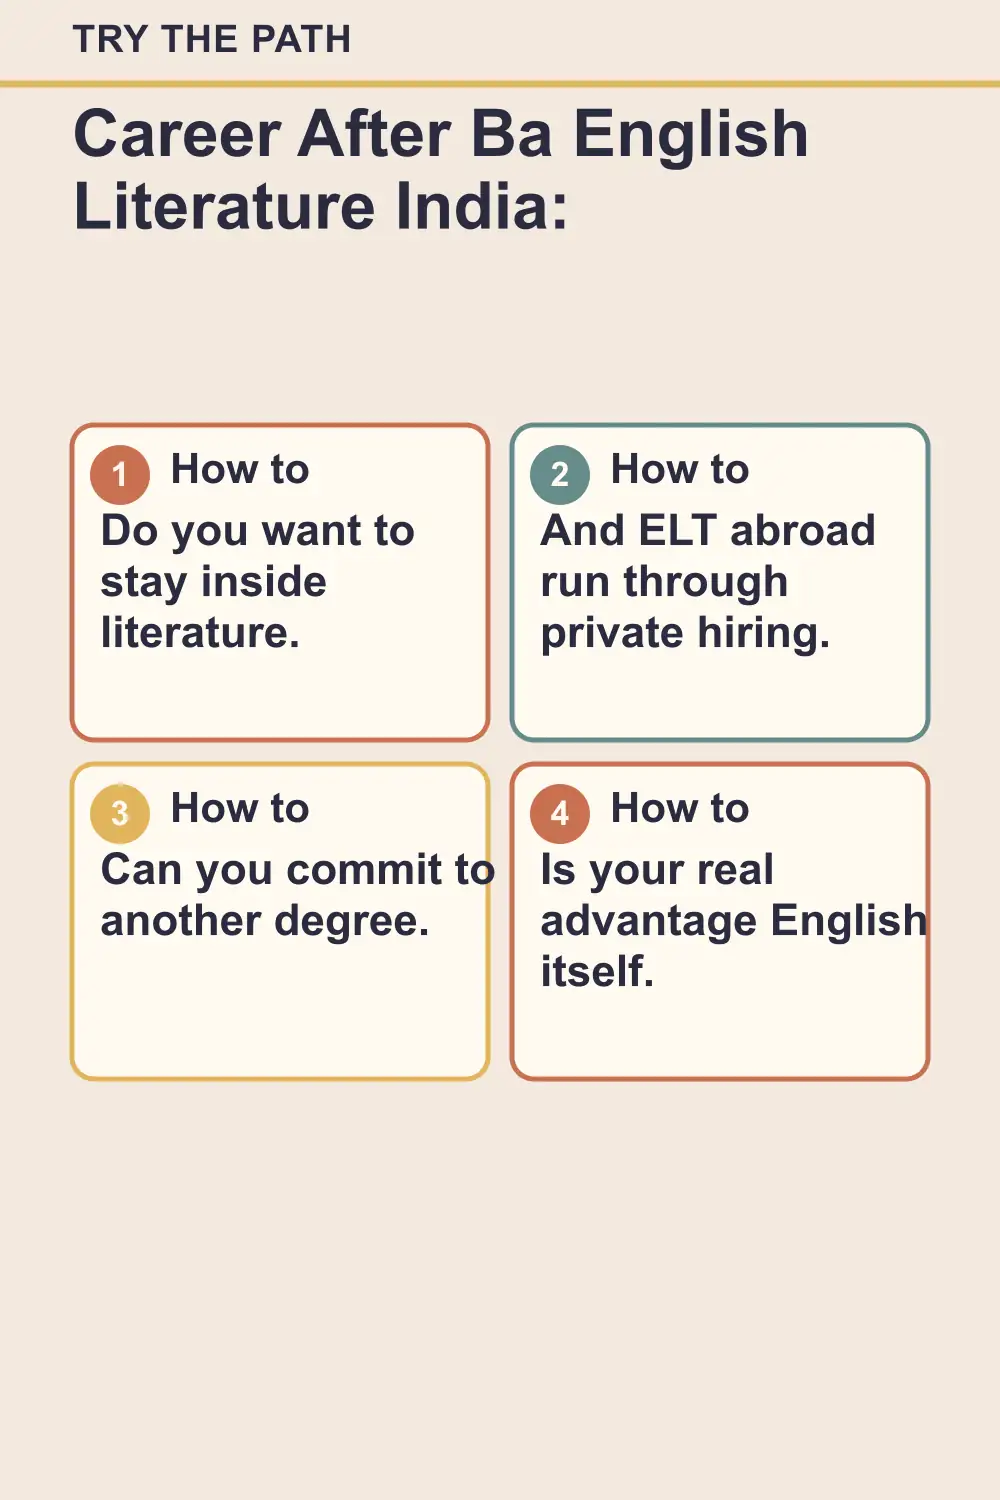 TRY THE PATH
Career After Ba English
Literature India:
1 How to
Do you want to
stay inside
literature.
2 How to
And ELT abroad
run through
private hiring.
3 How to
Can you commit to
another degree.
4 How to
Is your real
advantage English
itself.